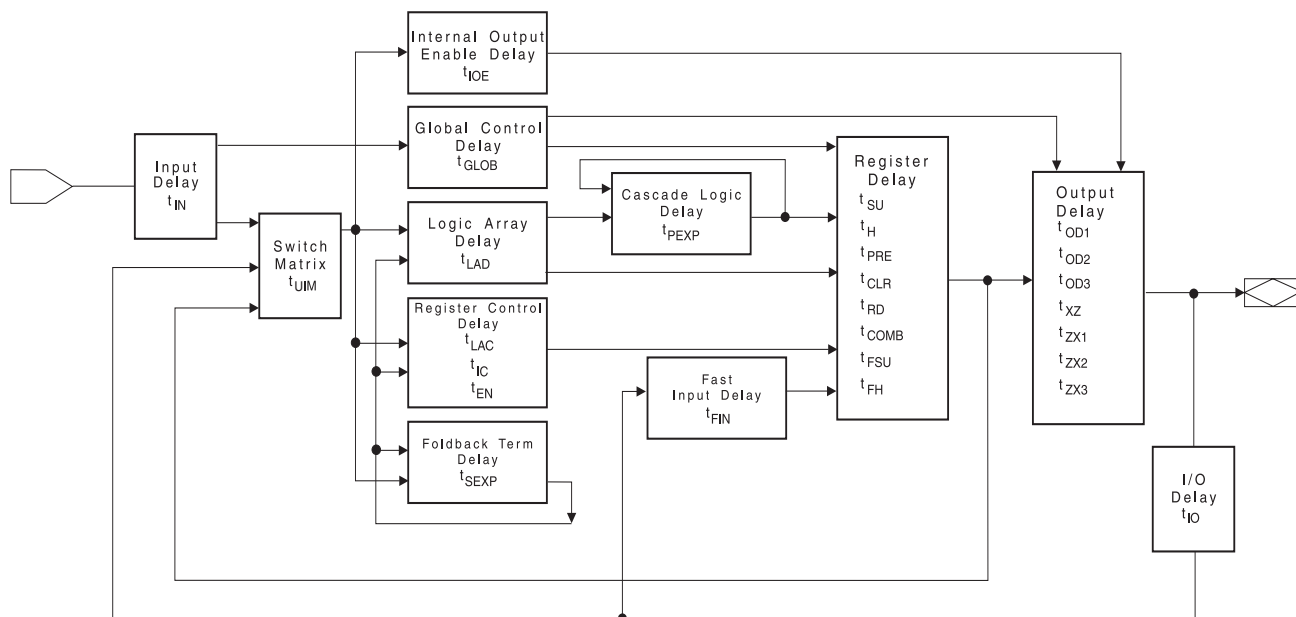 Internal Output
Enable Delay
tIOE
Global Control
Delay
tGLOB
Input
Delay
tIN
Switch
Matrix
tUIM
Logic Array
Delay
tLAD
Cascade Logic
Delay
tPEXP
Register Control
Delay
tLAC
tIC
tEN
Foldback Term
Delay
tSEXP
Fast
Input Delay
tFIN
Register
Delay
tSU
tH
tPRE
tCLR
tRD
tCOMB
tFSU
tFH
Output
Delay
tOD1
tOD2
tOD3
tXZ
tZX1
tZX2
tZX3
I/O
Delay
tIO